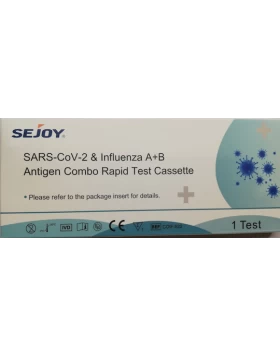 SEJOY®
SARS-CoV-2 & Influenza A+B
Antigen Combo Rapid Test Cassette
* Please refer to the package insert for details.
IVD
REF
1 Test